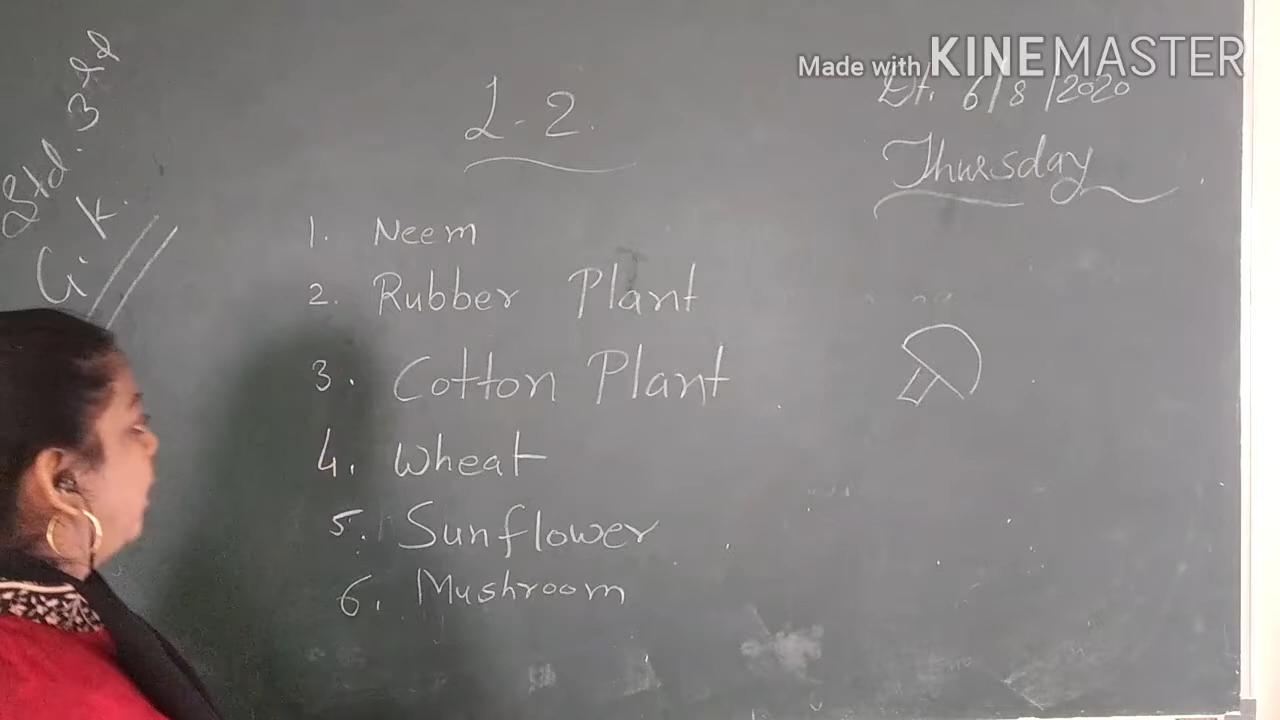 Made with KINEMASTER
Std. 3rd
G.K.
L-2.
Dt. 6/8/2020
Thursday
1. Neem
2. Rubber Plant
3. Cotton Plant
4. Wheat
5. Sunflower
6. Mushroom